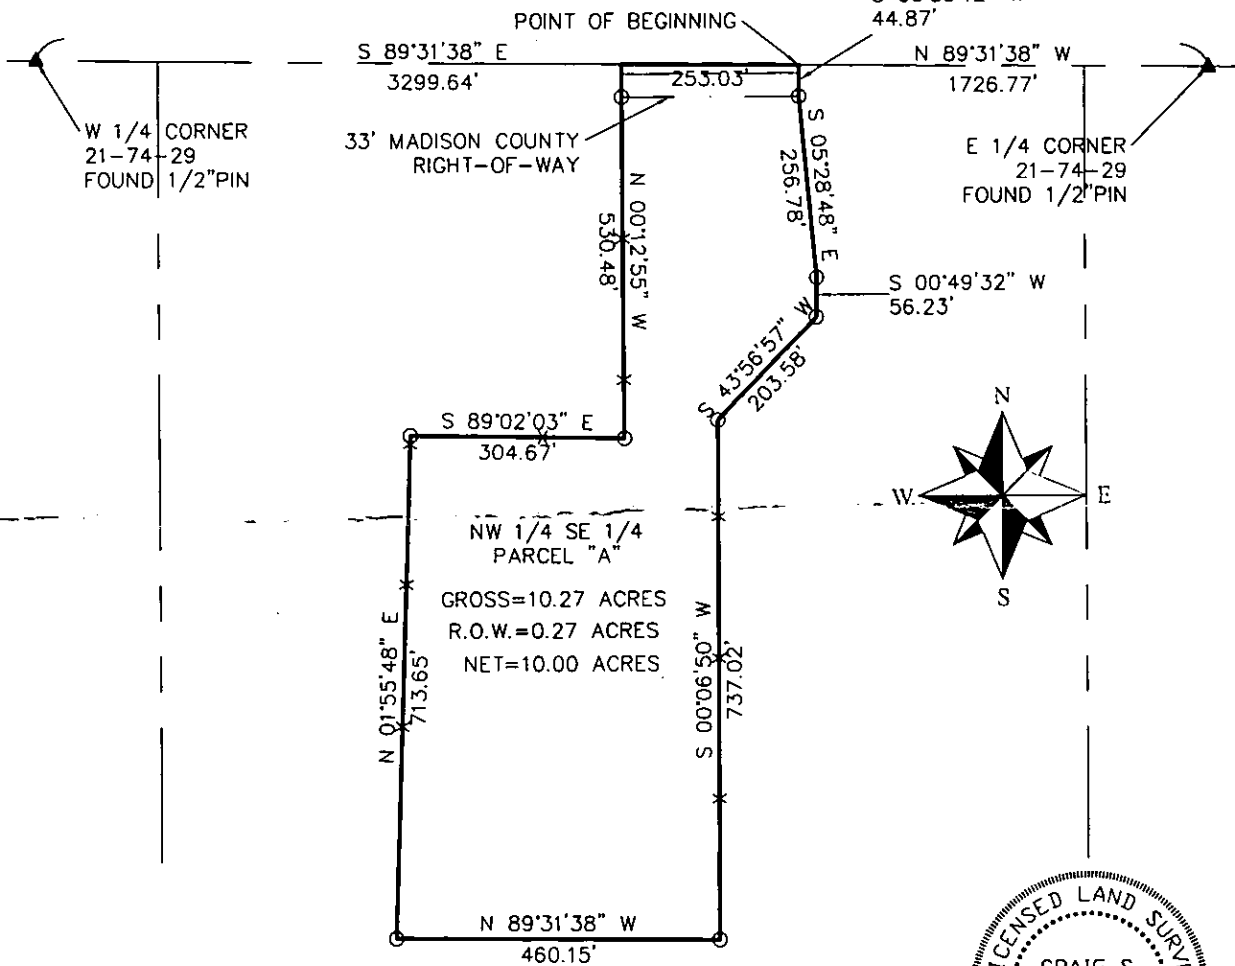 POINT OF BEGINNING
44.87'
S 89°31'38" E
3299.64'
253.03'
N 89°31'38" W
1726.77'
W 1/4 CORNER
21-74-29
FOUND 1/2"PIN
33' MADISON COUNTY
RIGHT-OF-WAY
E 1/4 CORNER
21-74-29
FOUND 1/2"PIN
S 05°28'48" E
256.78'
N 00°12'55" W
530.48'
S 00°49'32" W
56.23'
S 43°56'57" W
203.58'
S 89°02'03" E
304.67'
N
W
E
S
NW 1/4 SE 1/4
PARCEL "A"
GROSS=10.27 ACRES
R.O.W.=0.27 ACRES
NET=10.00 ACRES
N 01°55'48" E
713.65'
S 00°06'50" W
737.02'
N 89°31'38" W
460.15'
LAND